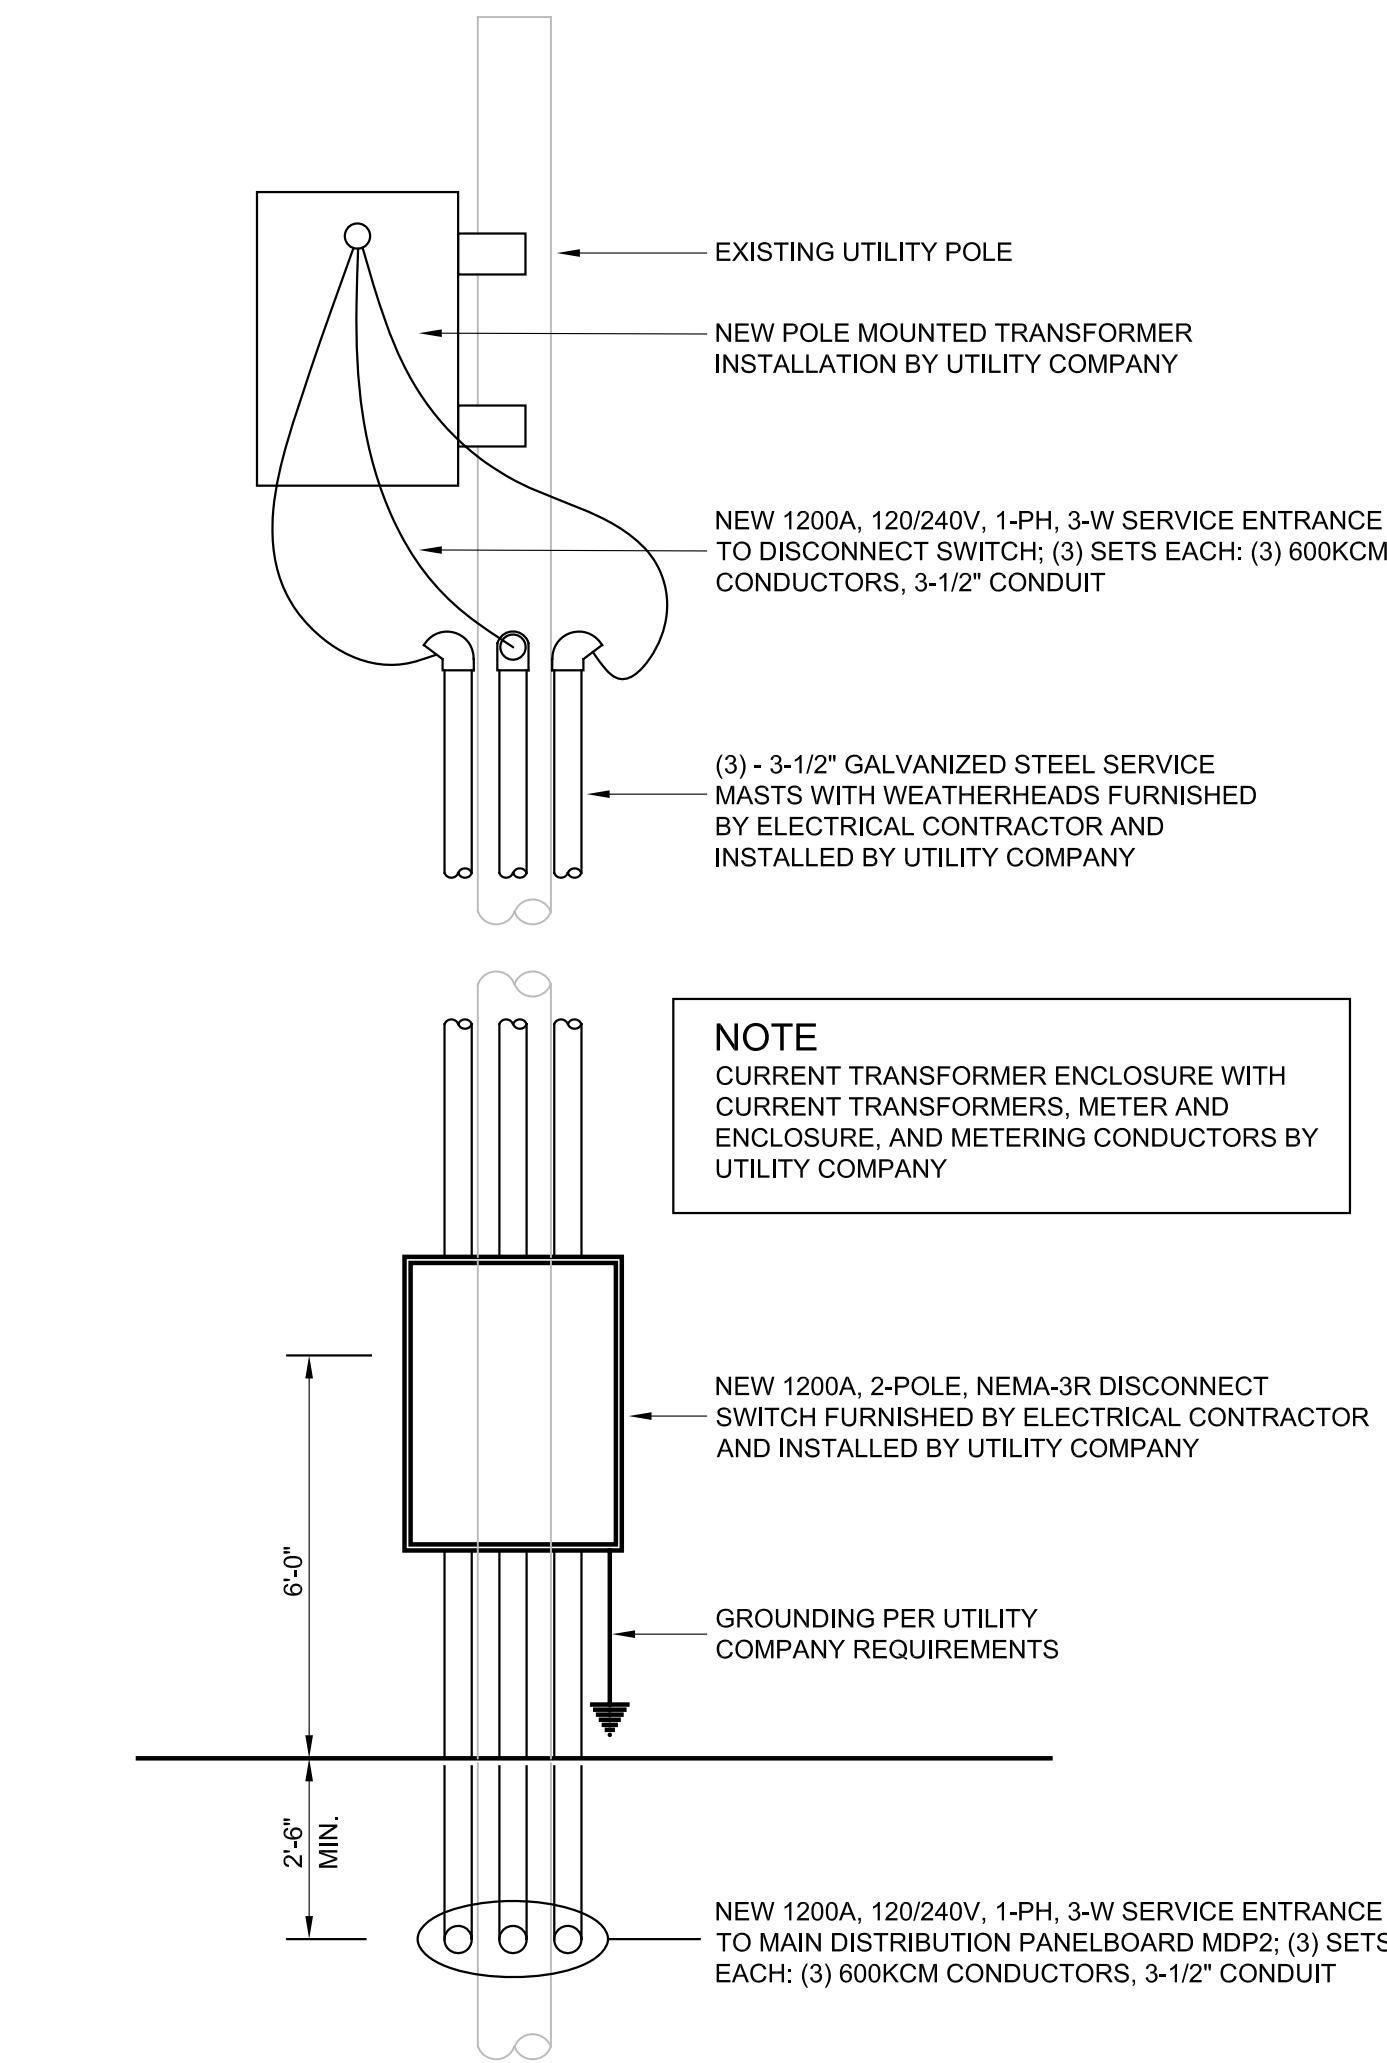 EXISTING UTILITY POLE
NEW POLE MOUNTED TRANSFORMER
INSTALLATION BY UTILITY COMPANY
NEW 1200A, 120/240V, 1-PH, 3-W SERVICE ENTRANCE
TO DISCONNECT SWITCH; (3) SETS EACH: (3) 600KCM
CONDUCTORS, 3-1/2" CONDUIT
(3) - 3-1/2" GALVANIZED STEEL SERVICE
MASTS WITH WEATHERHEADS FURNISHED
BY ELECTRICAL CONTRACTOR AND
INSTALLED BY UTILITY COMPANY
NOTE
CURRENT TRANSFORMER ENCLOSURE WITH
CURRENT TRANSFORMERS, METER AND
ENCLOSURE, AND METERING CONDUCTORS BY
UTILITY COMPANY
NEW 1200A, 2-POLE, NEMA-3R DISCONNECT
SWITCH FURNISHED BY ELECTRICAL CONTRACTOR
AND INSTALLED BY UTILITY COMPANY
6'-0"
GROUNDING PER UTILITY
COMPANY REQUIREMENTS
2'-6"
MIN.
NEW 1200A, 120/240V, 1-PH, 3-W SERVICE ENTRANCE
TO MAIN DISTRIBUTION PANELBOARD MDP2; (3) SETS
EACH: (3) 600KCM CONDUCTORS, 3-1/2" CONDUIT